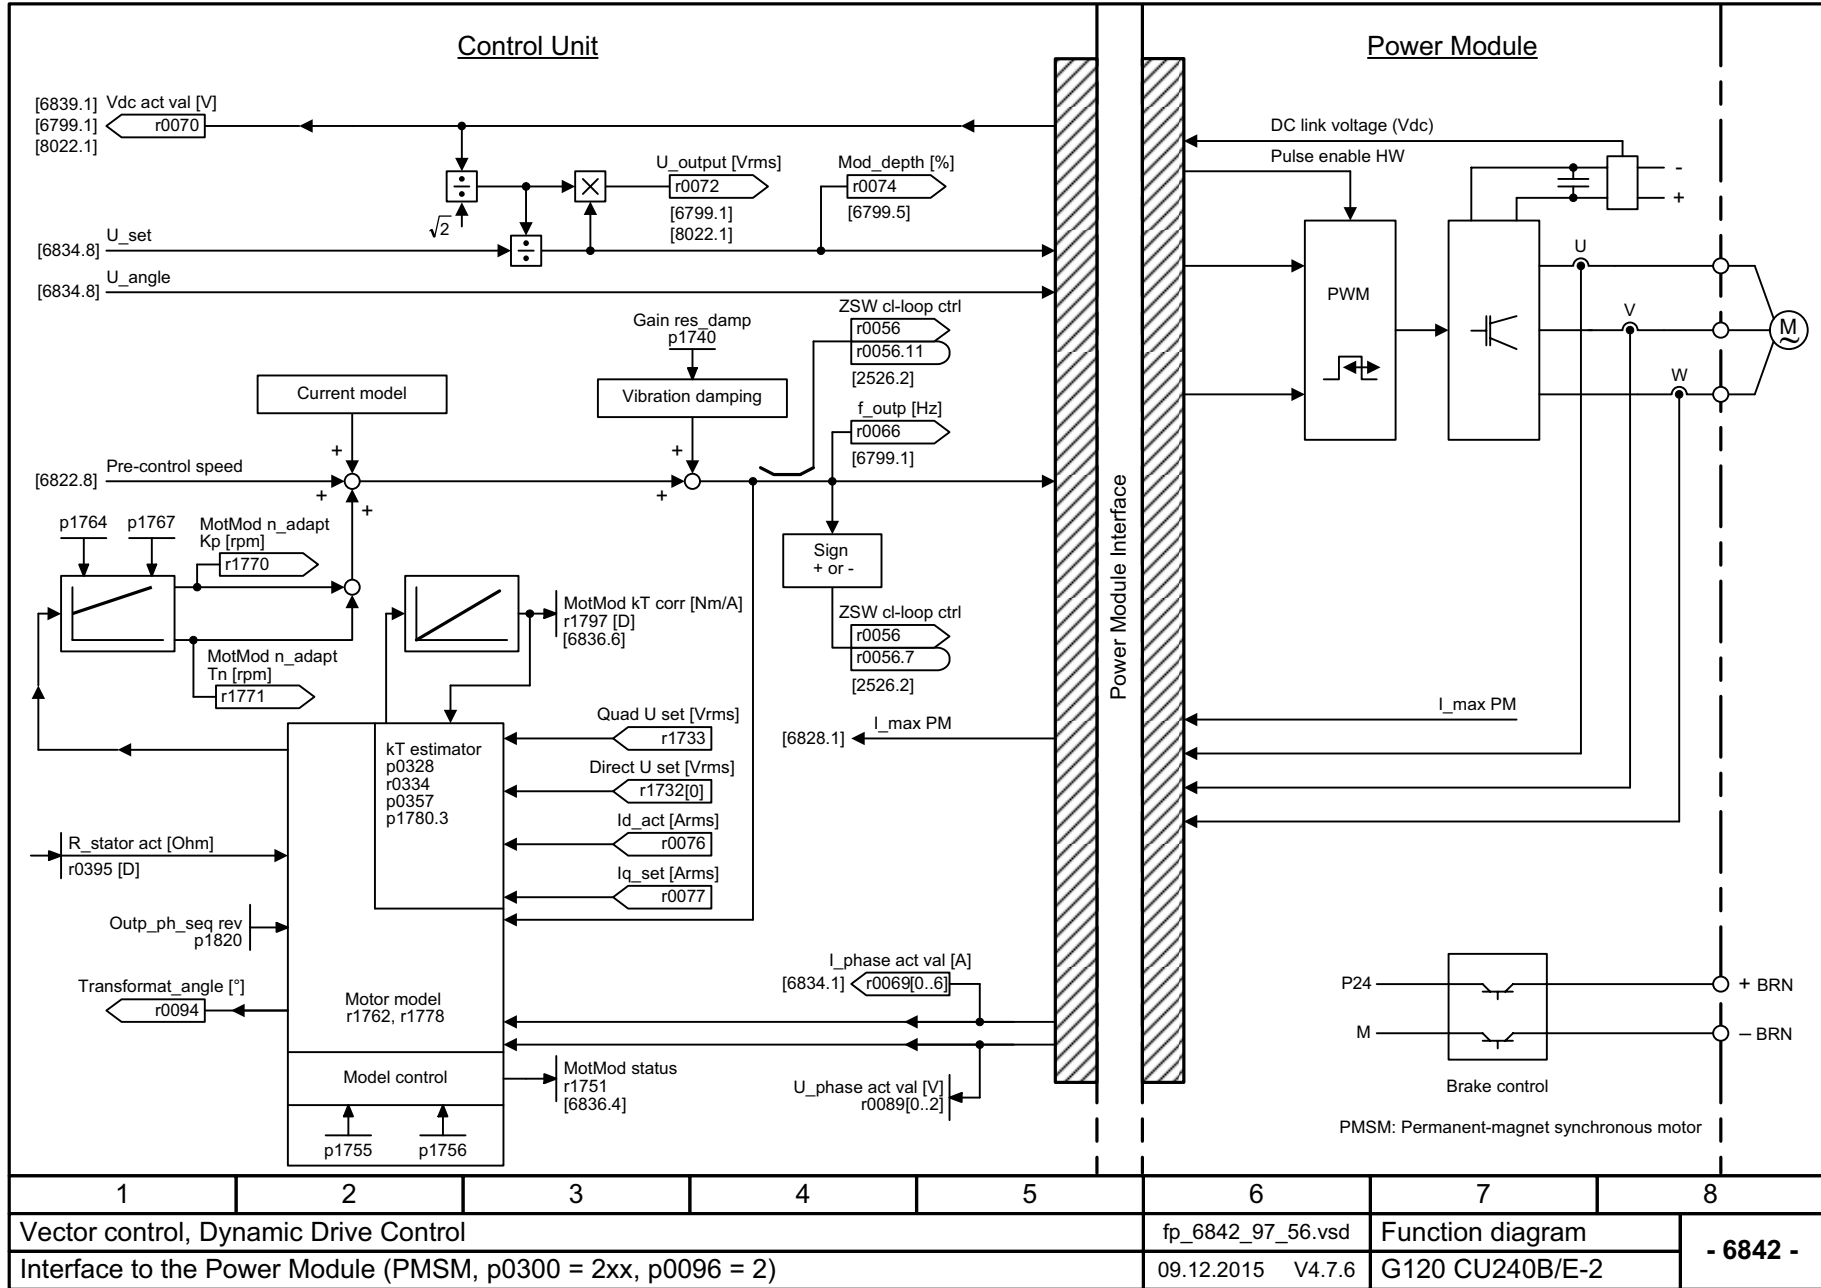 Control Unit
Power Module
[6839.1] Vdc act val [V]
[6799.1] r0070
[8022.1]
DC link voltage (Vdc)
Pulse enable HW
-
+
U_output [Vrms]
r0072
[6799.1]
[8022.1]
Mod_depth [%]
r0074
[6799.5]
√2
U_set
[6834.8]
U_angle
[6834.8]
PWM
U
V
W
M
~
Gain res_damp
p1740
Vibration damping
ZSW cl-loop ctrl
r0056
r0056.11
[2526.2]
f_outp [Hz]
r0066
[6799.1]
Current model
+
+
+
+
+
Pre-control speed
[6822.8]
p1764
p1767
MotMod n_adapt
Kp [rpm]
r1770
MotMod n_adapt
Tn [rpm]
r1771
MotMod kT corr [Nm/A]
r1797 [D]
[6836.6]
Sign
+ or -
ZSW cl-loop ctrl
r0056
r0056.7
[2526.2]
Power Module Interface
I_max PM
[6828.1]
I_max PM
kT estimator
p0328
r0334
p0357
p1780.3
Quad U set [Vrms]
r1733
Direct U set [Vrms]
r1732[0]
Id_act [Arms]
r0076
Iq_set [Arms]
r0077
R_stator act [Ohm]
r0395 [D]
Outp_ph_seq rev
p1820
Transformat_angle [°]
r0094
Motor model
r1762, r1778
Model control
p1755
p1756
MotMod status
r1751
[6836.4]
I_phase act val [A]
[6834.1] r0069[0..6]
U_phase act val [V]
r0089[0..2]
P24
M
+ BRN
– BRN
Brake control
PMSM: Permanent-magnet synchronous motor
1 2 3 4 5 6 7 8
Vector control, Dynamic Drive Control
fp_6842_97_56.vsd
Function diagram
- 6842 -
Interface to the Power Module (PMSM, p0300 = 2xx, p0096 = 2)
09.12.2015 V4.7.6
G120 CU240B/E-2